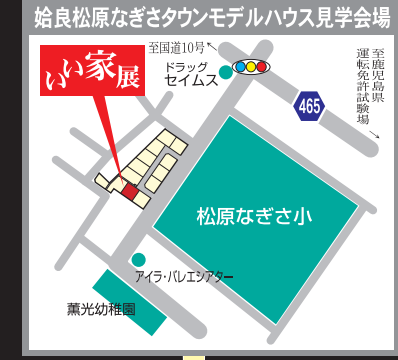 姶良松原なぎさタウンモデルハウス見学会場
至国道10号
いい家展
ドラッグ
セイムス
465
至鹿児島県
運転免許試験場
松原なぎさ小
アイラ・バレエシアター
薫光幼稚園